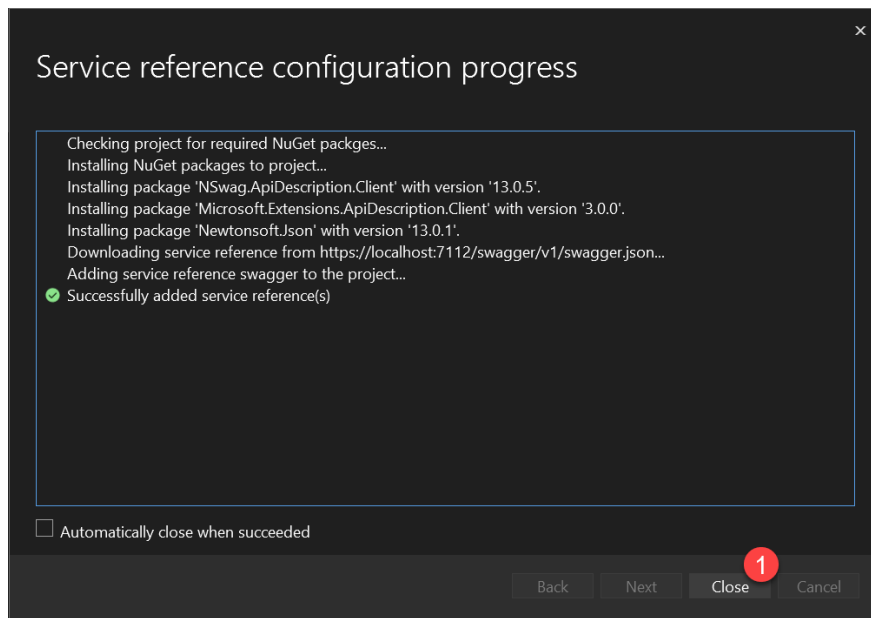 Service reference configuration progress
Checking project for required NuGet packges...
Installing NuGet packages to project...
Installing package 'NSwag.ApiDescription.Client' with version '13.0.5'.
Installing package 'Microsoft.Extensions.ApiDescription.Client' with version '3.0.0'.
Installing package 'Newtonsoft.Json' with version '13.0.1'.
Downloading service reference from https://localhost:7112/swagger/v1/swagger.json...
Adding service reference swagger to the project...
Successfully added service reference(s)
Automatically close when succeeded
1
Back Next Close Cancel